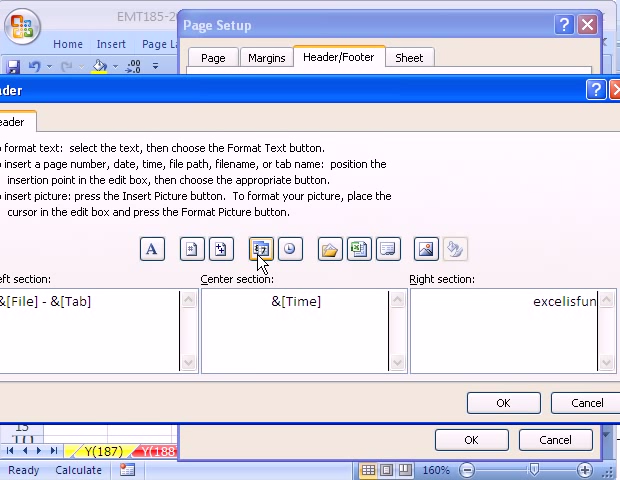 EMT185-2
Page Setup
Home Insert Page La
Page Margins Header/Footer Sheet
ader
eader
o format text: select the text, then choose the Format Text button.
o insert a page number, date, time, file path, filename, or tab name: position the
insertion point in the edit box, then choose the appropriate button.
o insert picture: press the Insert Picture button. To format your picture, place the
cursor in the edit box and press the Format Picture button.
A
eft section: Center section: Right section:
&[File] - &[Tab] &[Time] excelisfun
OK Cancel
15
OK Cancel
Y(187) Y(188
Ready Calculate 160%